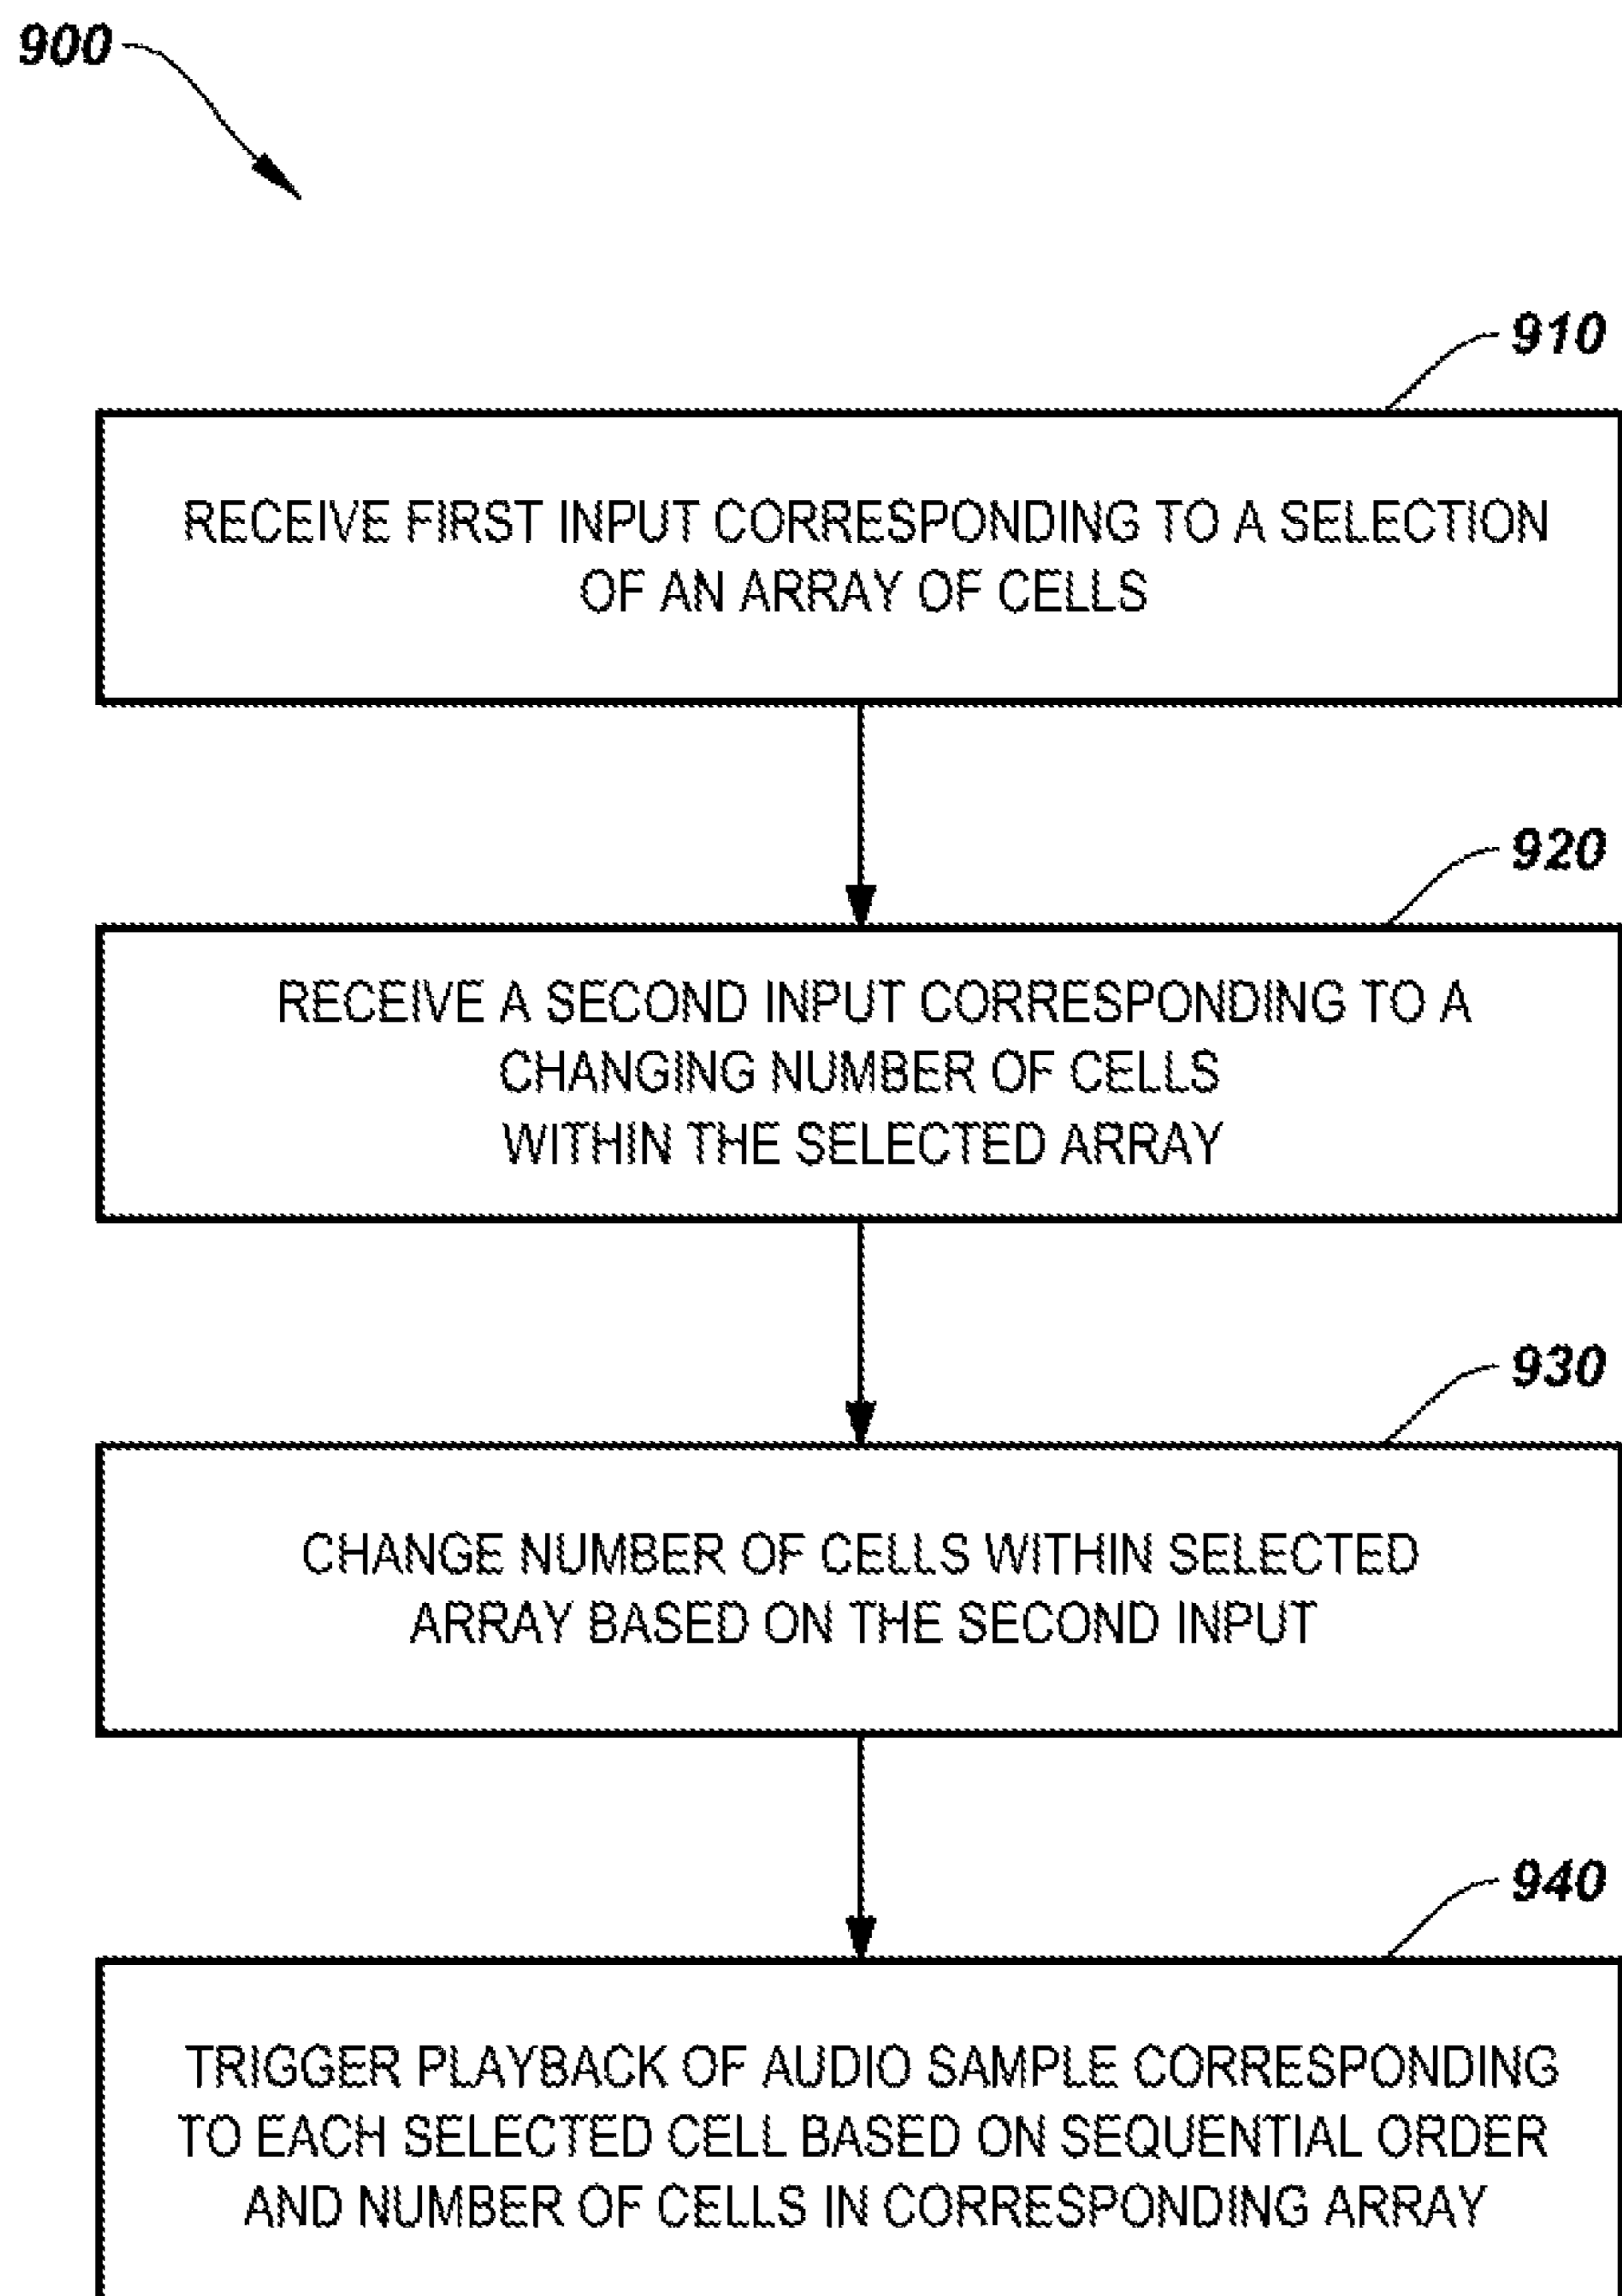 900
910
RECEIVE FIRST INPUT CORRESPONDING TO A SELECTION
OF AN ARRAY OF CELLS
920
RECEIVE A SECOND INPUT CORRESPONDING TO A
CHANGING NUMBER OF CELLS
WITHIN THE SELECTED ARRAY
930
CHANGE NUMBER OF CELLS WITHIN SELECTED
ARRAY BASED ON THE SECOND INPUT
940
TRIGGER PLAYBACK OF AUDIO SAMPLE CORRESPONDING
TO EACH SELECTED CELL BASED ON SEQUENTIAL ORDER
AND NUMBER OF CELLS IN CORRESPONDING ARRAY